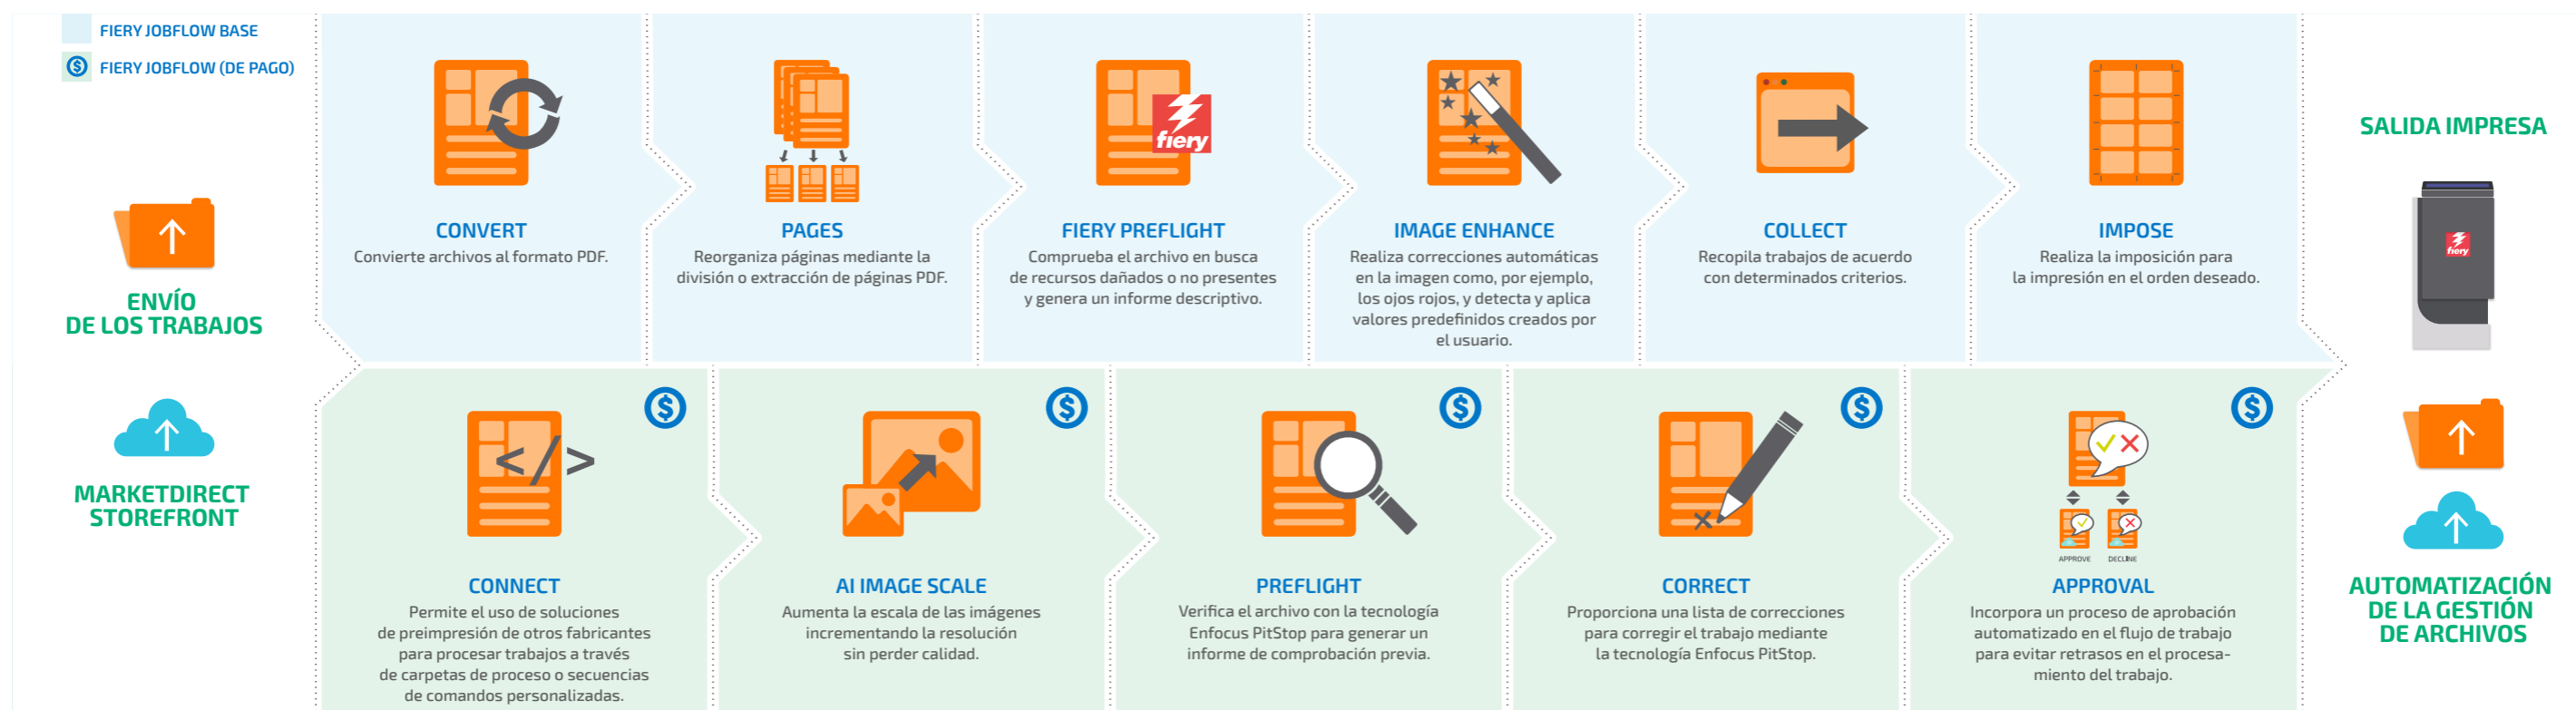 FIERY JOBFLOW BASE
FIERY JOBFLOW (DE PAGO)
ENVÍO
DE LOS TRABAJOS
MARKETDIRECT
STOREFRONT
CONVERT
Convierte archivos al formato PDF.
PAGES
Reorganiza páginas mediante la
división o extracción de páginas PDF.
fiery
FIERY PREFLIGHT
Comprueba el archivo en busca
de recursos dañados o no presentes
y genera un informe descriptivo.
IMAGE ENHANCE
Realiza correcciones automáticas
en la imagen como, por ejemplo,
los ojos rojos, y detecta y aplica
valores predefinidos creados por
el usuario.
COLLECT
Recopila trabajos de acuerdo
con determinados criterios.
IMPOSE
Realiza la imposición para
la impresión en el orden deseado.
</>
CONNECT
Permite el uso de soluciones
de preimpresión de otros fabricantes
para procesar trabajos a través
de carpetas de proceso o secuencias
de comandos personalizadas.
$
AI IMAGE SCALE
Aumenta la escala de las imágenes
incrementando la resolución
sin perder calidad.
$
PREFLIGHT
Verifica el archivo con la tecnología
Enfocus PitStop para generar un
informe de comprobación previa.
$
CORRECT
Proporciona una lista de correcciones
para corregir el trabajo mediante
la tecnología Enfocus PitStop.
$
APPROVE DECLINE
APPROVAL
Incorpora un proceso de aprobación
automatizado en el flujo de trabajo
para evitar retrasos en el procesa-
miento del trabajo.
$
SALIDA IMPRESA
fiery
AUTOMATIZACIÓN
DE LA GESTIÓN
DE ARCHIVOS